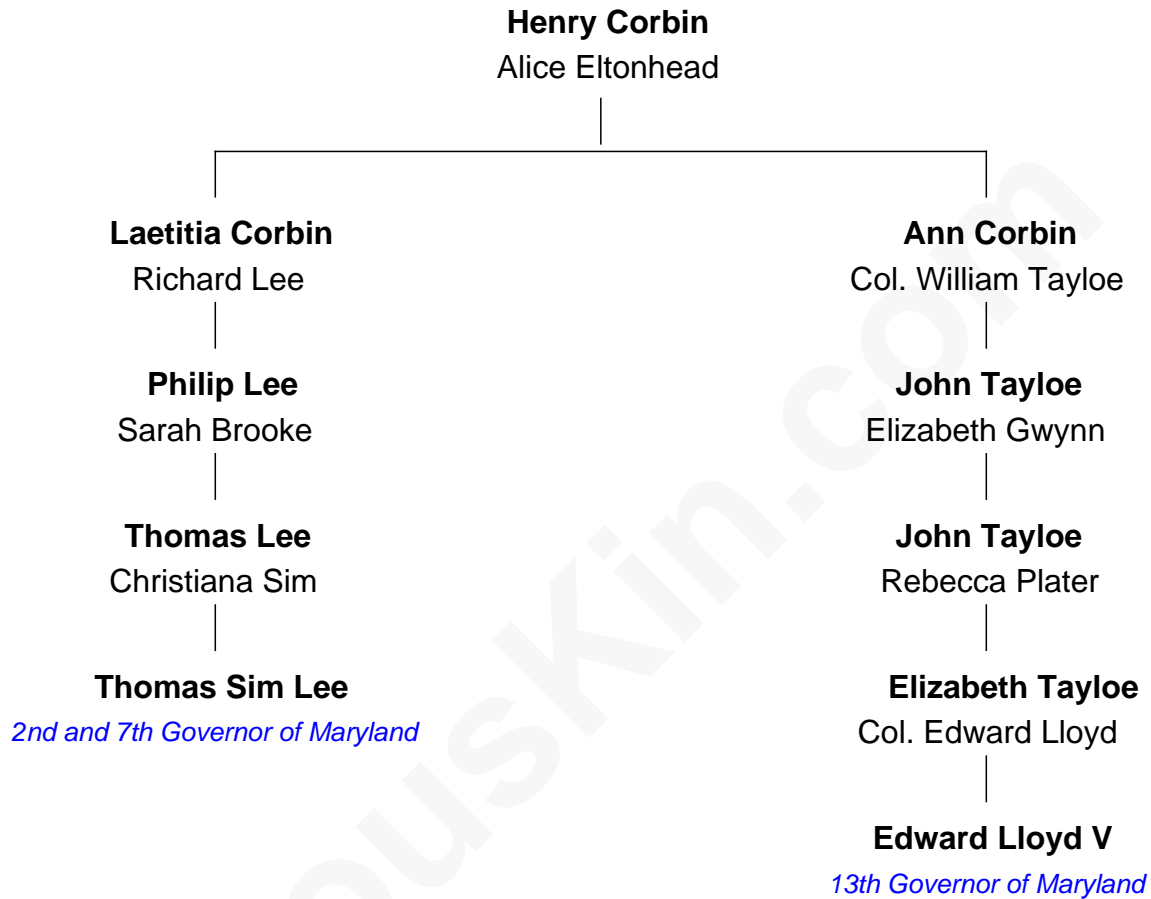 Henry Corbin
Alice Eltonhead
Laetitia Corbin
Richard Lee
Ann Corbin
Col. William Tayloe
Philip Lee
Sarah Brooke
John Tayloe
Elizabeth Gwynn
Thomas Lee
Christiana Sim
John Tayloe
Rebecca Plater
Thomas Sim Lee
2nd and 7th Governor of Maryland
Elizabeth Tayloe
Col. Edward Lloyd
Edward Lloyd V
13th Governor of Maryland
ousKin.com